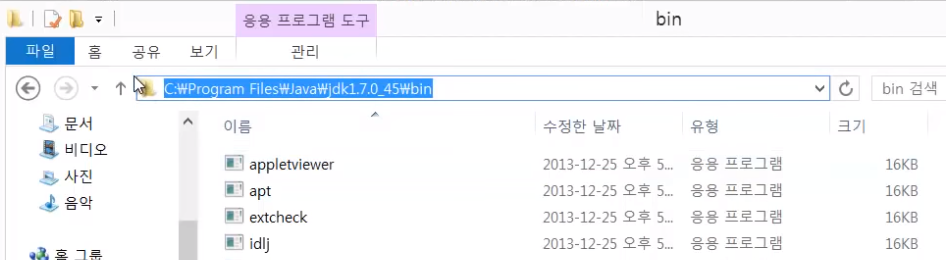 응용 프로그램 도구 bin
파일 홈 공유 보기 관리
C:₩Program Files₩Java₩jdk1.7.0_45₩bin bin 검색
문서 이름 수정한 날짜 유형 크기
비디오 appletviewer 2013-12-25 오후 5... 응용 프로그램 16KB
사진 apt 2013-12-25 오후 5... 응용 프로그램 16KB
음악 extcheck 2013-12-25 오후 5... 응용 프로그램 16KB
홈 그룹 idlj 2013-12-25 오후 5... 응용 프로그램 16KB